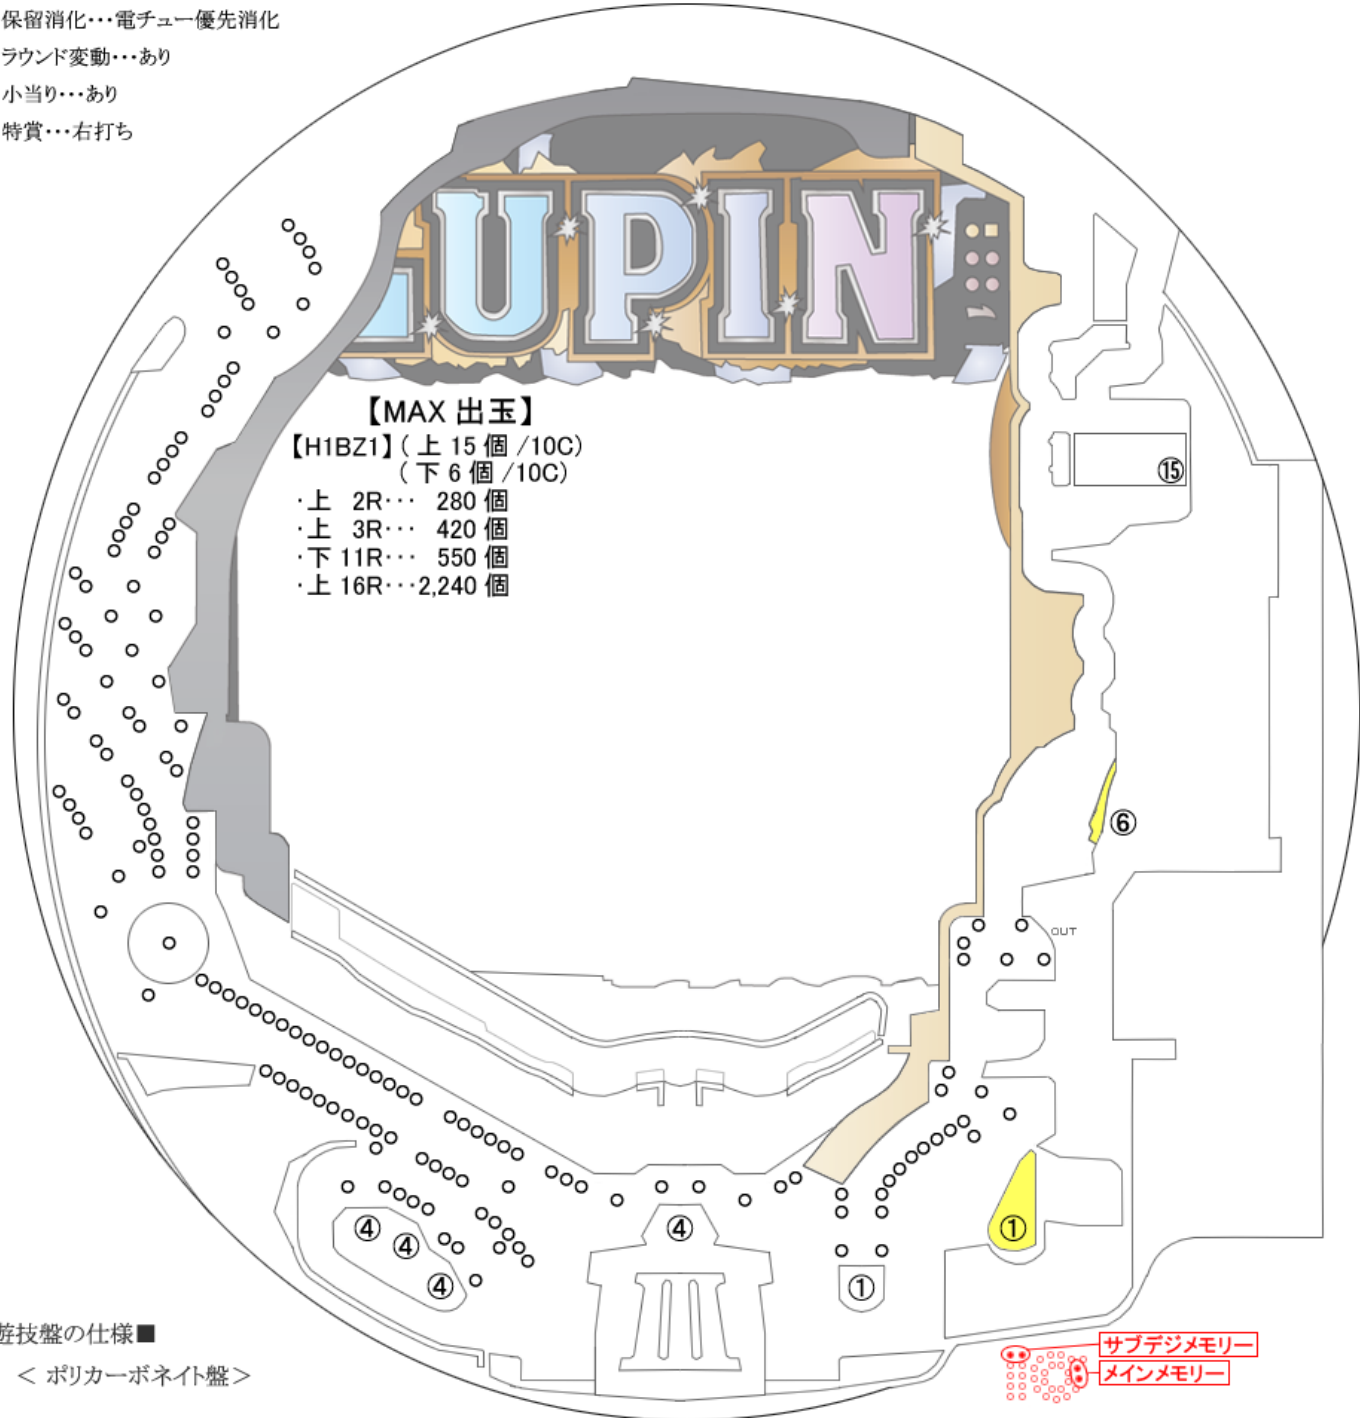 保留消化･･･電チュー優先消化
ラウンド変動･･･あり
小当り･･･あり
特賞･･･右打ち
LUPIN
【MAX 出玉】
【H1BZ1】( 上 15 個 /10C)
( 下 6 個 /10C)
･上 2R･･･ 280 個
･上 3R･･･ 420 個
･下 11R･･･ 550 個
･上 16R･･･2,240 個
⑮
⑥
OUT
④
④
④
④
①
①
遊技盤の仕様■
＜ ポリカーボネイト盤＞
サブデジメモリー
メインメモリー